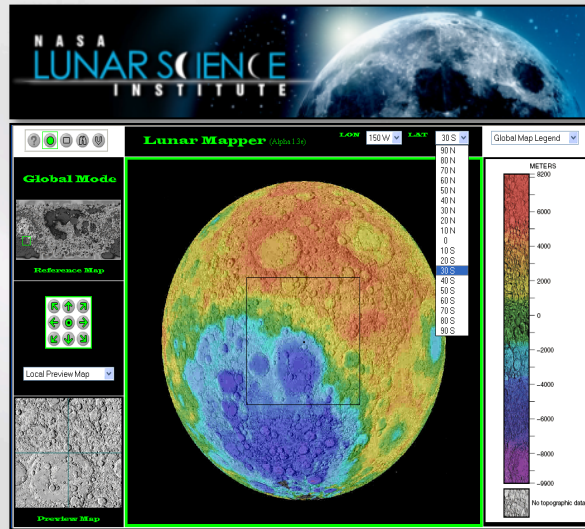 NASA
LUNAR SCIENCE
INSTITUTE
Lunar Mapper (Alpha 1.3e)
LON 150 W LAT 30 S
Global Map Legend
90 N
80 N
70 N
60 N
50 N
40 N
30 N
20 N
10 N
0
10 S
20 S
30 S
40 S
50 S
60 S
70 S
80 S
90 S
Global Mode
Reference Map
Local Preview Map
Preview Map
METERS
8200
6000
4000
2000
0
-2000
-4000
-6000
-8000
-9900
No topographic data